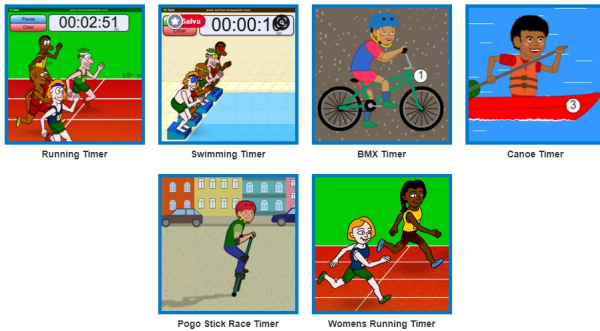 Pause
Clear
00:02:51
Salva
Clear
00:00:1
1
3
Running Timer
Swimming Timer
BMX Timer
Canoe Timer
Pogo Stick Race Timer
Womens Running Timer